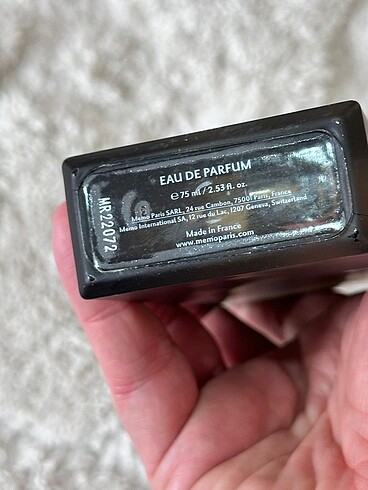 EAU DE PARFUM
℮ 75 ml / 2.53 fl. oz.
Memo Paris SARL, 24 rue Cambon, 75001 Paris, France
Memo International SA, 12 rue du Lac, 1207 Geneva, Switzerland
Made in France
www.memoparis.com
MR22072